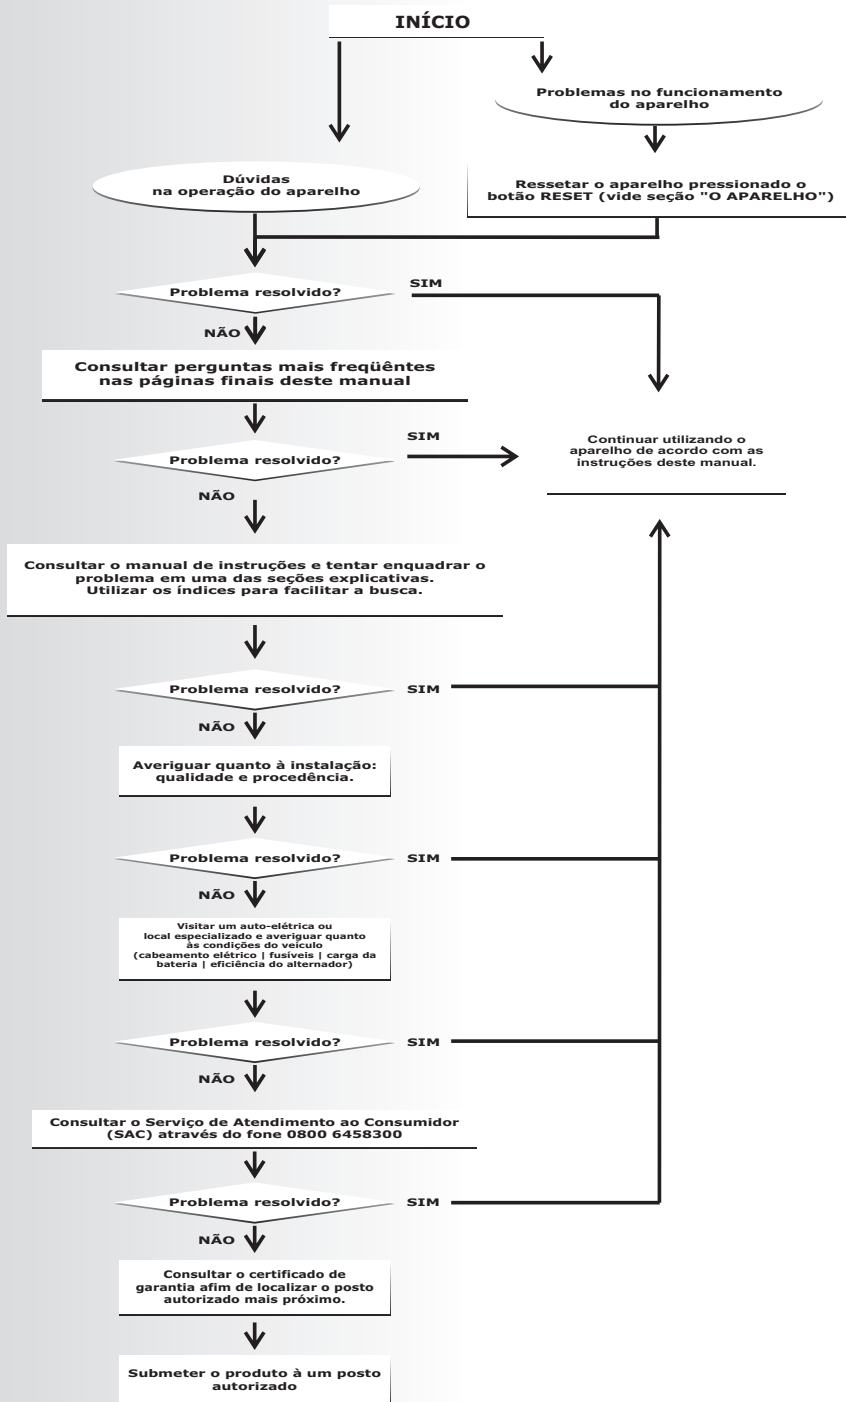 INÍCIO
Problemas no funcionamento
do aparelho
Dúvidas
na operação do aparelho
Ressetar o aparelho pressionado o
botão RESET (vide seção "O APARELHO")
Problema resolvido?
SIM
NÃO
Consultar perguntas mais freqüêntes
nas páginas finais deste manual
Problema resolvido?
SIM
Continuar utilizando o
aparelho de acordo com as
instruções deste manual.
NÃO
Consultar o manual de instruções e tentar enquadrar o
problema em uma das seções explicativas.
Utilizar os índices para facilitar a busca.
Problema resolvido?
SIM
NÃO
Averiguar quanto à instalação:
qualidade e procedência.
Problema resolvido?
SIM
NÃO
Visitar um auto-elétrica ou
local especializado e averiguar quanto
às condições do veículo
(cabeamento elétrico | fusíveis | carga da
bateria | eficiência do alternador)
Problema resolvido?
SIM
NÃO
Consultar o Serviço de Atendimento ao Consumidor
(SAC) através do fone 0800 6458300
Problema resolvido?
SIM
NÃO
Consultar o certificado de
garantia afim de localizar o posto
autorizado mais próximo.
Submeter o produto à um posto
autorizado